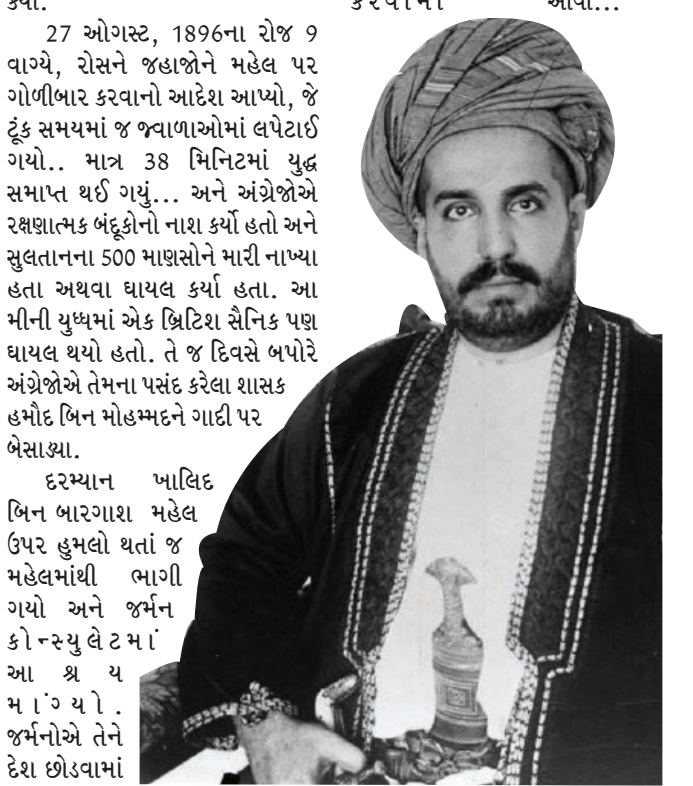 27 ઓગસ્ટ, 1896ના રોજ 9
વાગ્યે, રોસને જહાજોને મહેલ પર
ગોળીબાર કરવાનો આદેશ આપ્યો, જે
ટૂંક સમયમાં જ જ્વાળાઓમાં લપેટાઈ
ગયો.. માત્ર 38 મિનિટમાં યુદ્ધ
સમાપ્ત થઈ ગયું... અને અંગ્રેજોએ
રક્ષણાત્મક બંદૂકોનો નાશ કર્યો હતો અને
સુલતાનના 500 માણસોને મારી નાખ્યા
હતા અથવા ઘાયલ કર્યા હતા. આ
મીની યુધ્ધમાં એક બ્રિટિશ સૈનિક પણ
ઘાયલ થયો હતો. તે જ દિવસે બપોરે
અંગ્રેજોએ તેમના પસંદ કરેલા શાસક
હમૌદ બિન મોહમ્મદને ગાદી પર
બેસાડ્યા.
દરમ્યાન ખાલિદ
બિન બારગાશ મહેલ
ઉપર હુમલો થતાં જ
મહેલમાંથી ભાગી
ગયો અને જર્મન
કોન્સ્યુલેટમાં
આશ્રય
માંગ્યો.
જર્મનોએ તેને
દેશ છોડવામાં